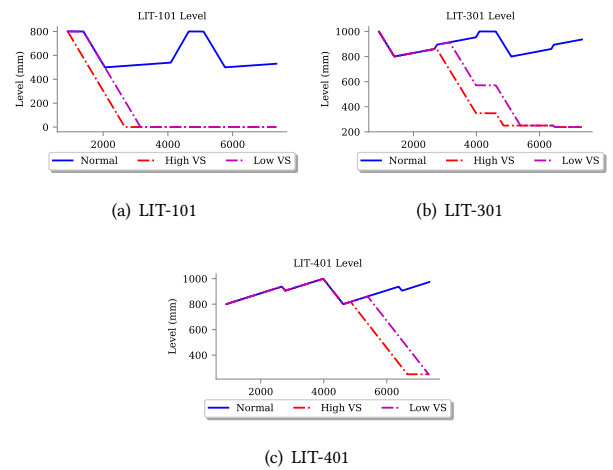 LIT-101 Level
800
600
400
200
0
Level (mm)
2000 4000 6000
Normal High VS Low VS
(a) LIT-101
LIT-301 Level
1000
800
600
400
200
Level (mm)
2000 4000 6000
Normal High VS Low VS
(b) LIT-301
LIT-401 Level
1000
800
600
400
Level (mm)
2000 4000 6000
Normal High VS Low VS
(c) LIT-401